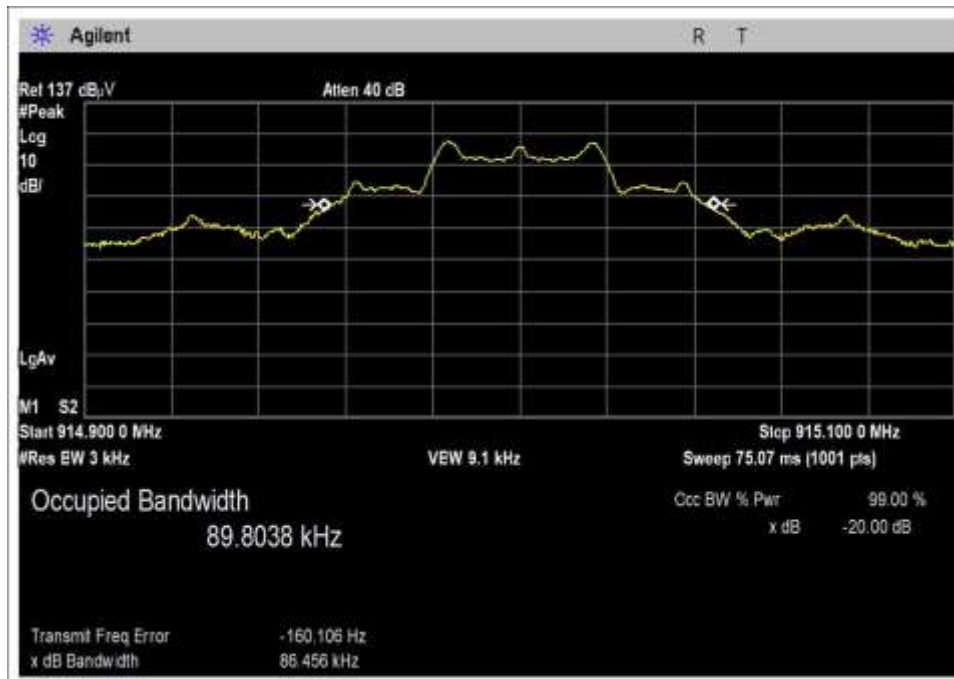 Agilent R T
Ref 137 dBµV Atten 40 dB
#Peak
Log
10
dB/
LgAv
M1 S2
Start 914.900 0 MHz Stop 915.100 0 MHz
#Res BW 3 kHz VBW 9.1 kHz Sweep 75.07 ms (1001 pts)
Occupied Bandwidth Occ BW % Pwr 99.00 %
89.8038 kHz x dB -20.00 dB
Transmit Freq Error -160.106 Hz
x dB Bandwidth 86.456 kHz